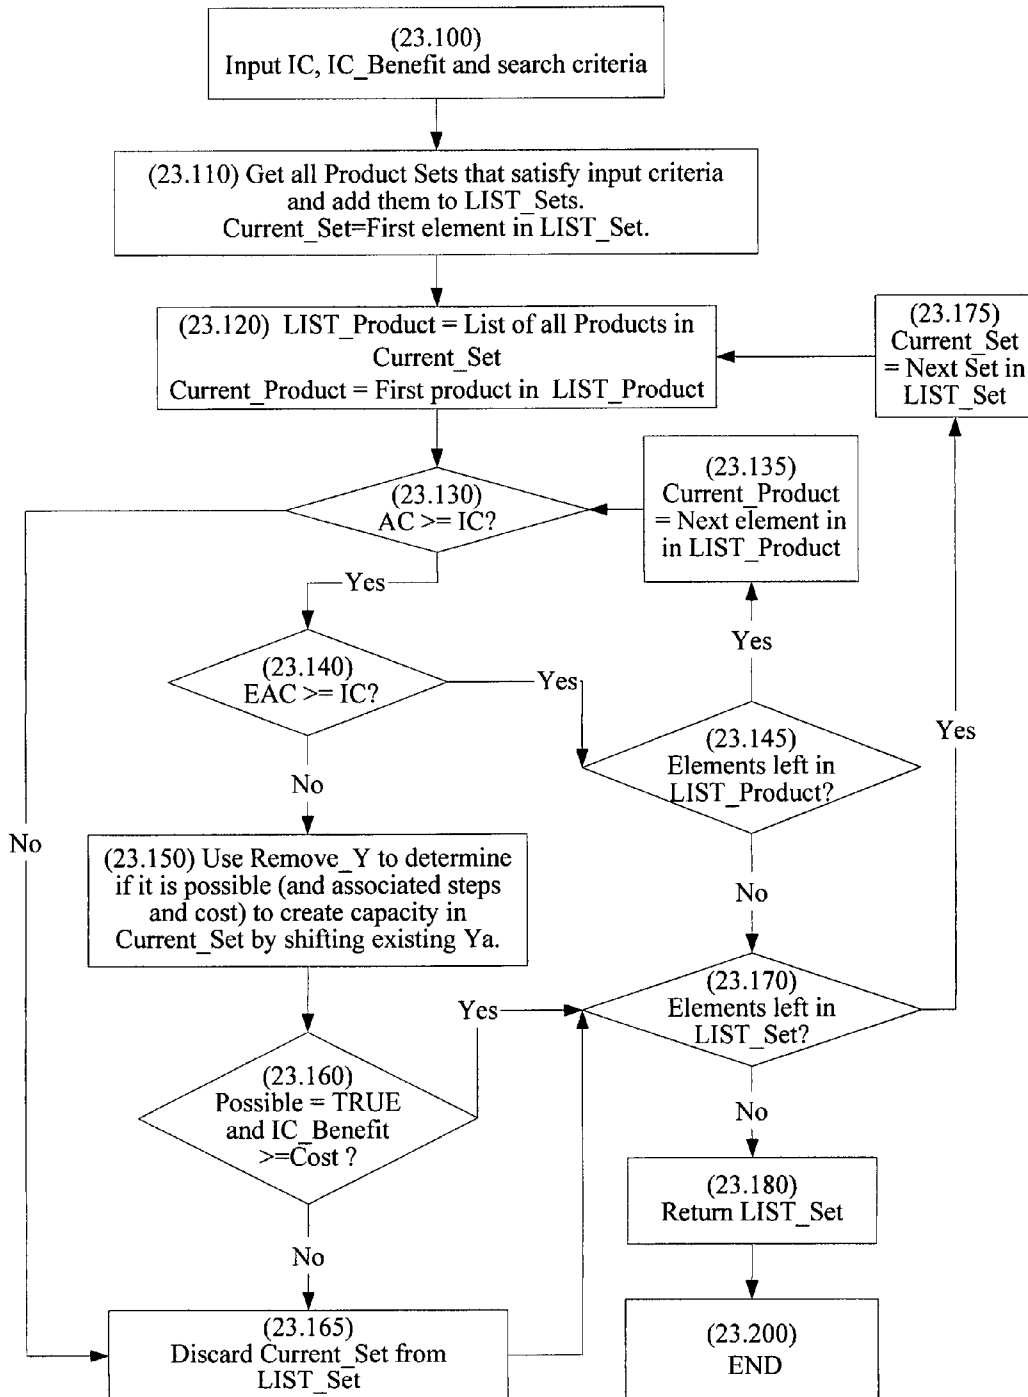 (23.100)
Input IC, IC_Benefit and search criteria
(23.110) Get all Product Sets that satisfy input criteria
and add them to LIST_Sets.
Current_Set=First element in LIST_Set.
(23.120) LIST_Product = List of all Products in
Current_Set
Current_Product = First product in LIST_Product
(23.175)
Current_Set
= Next Set in
LIST_Set
(23.130)
AC >= IC?
(23.135)
Current_Product
= Next element in
in LIST_Product
Yes
(23.140)
EAC >= IC?
Yes
Yes
(23.145)
Elements left in
LIST_Product?
Yes
No
No
(23.150) Use Remove_Y to determine
if it is possible (and associated steps
and cost) to create capacity in
Current_Set by shifting existing Ya.
No
(23.170)
Elements left in
LIST_Set?
Yes
(23.160)
Possible = TRUE
and IC_Benefit
>=Cost ?
No
(23.180)
Return LIST_Set
No
(23.165)
Discard Current_Set from
LIST_Set
(23.200)
END